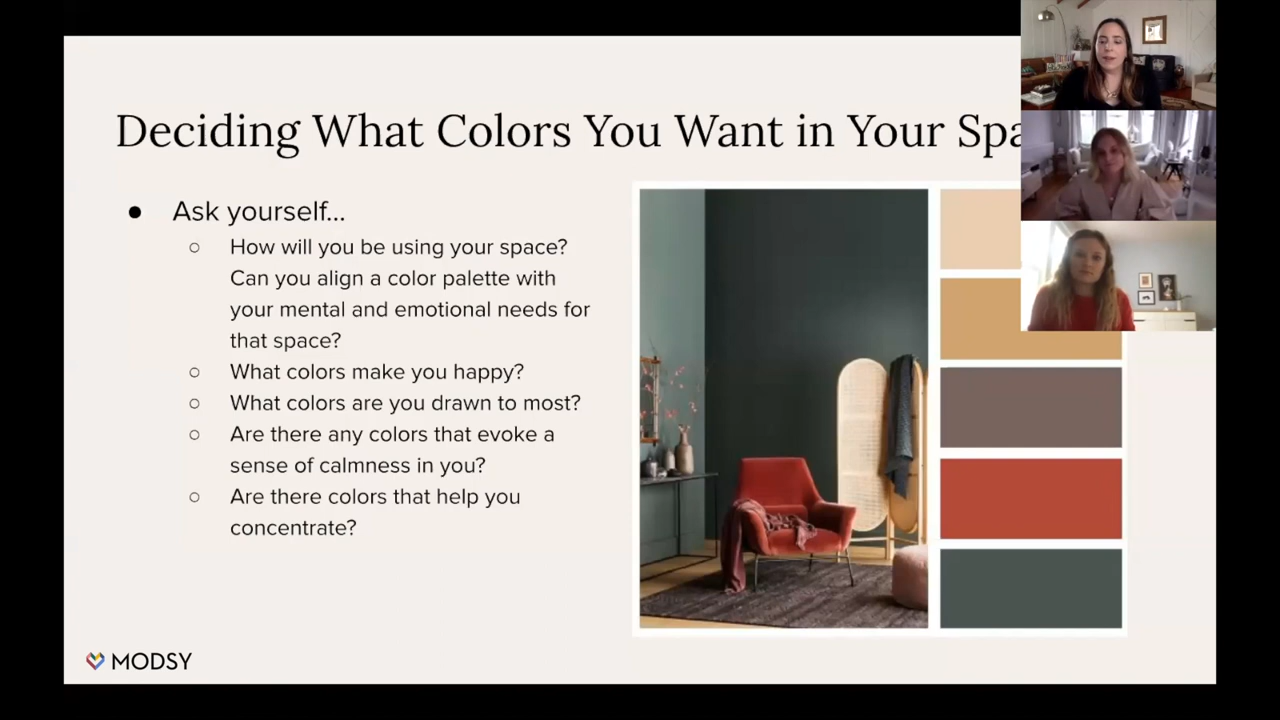 Deciding What Colors You Want in Your Spa
● Ask yourself...
○ How will you be using your space?
Can you align a color palette with
your mental and emotional needs for
that space?
○ What colors make you happy?
○ What colors are you drawn to most?
○ Are there any colors that evoke a
sense of calmness in you?
○ Are there colors that help you
concentrate?
MODSY